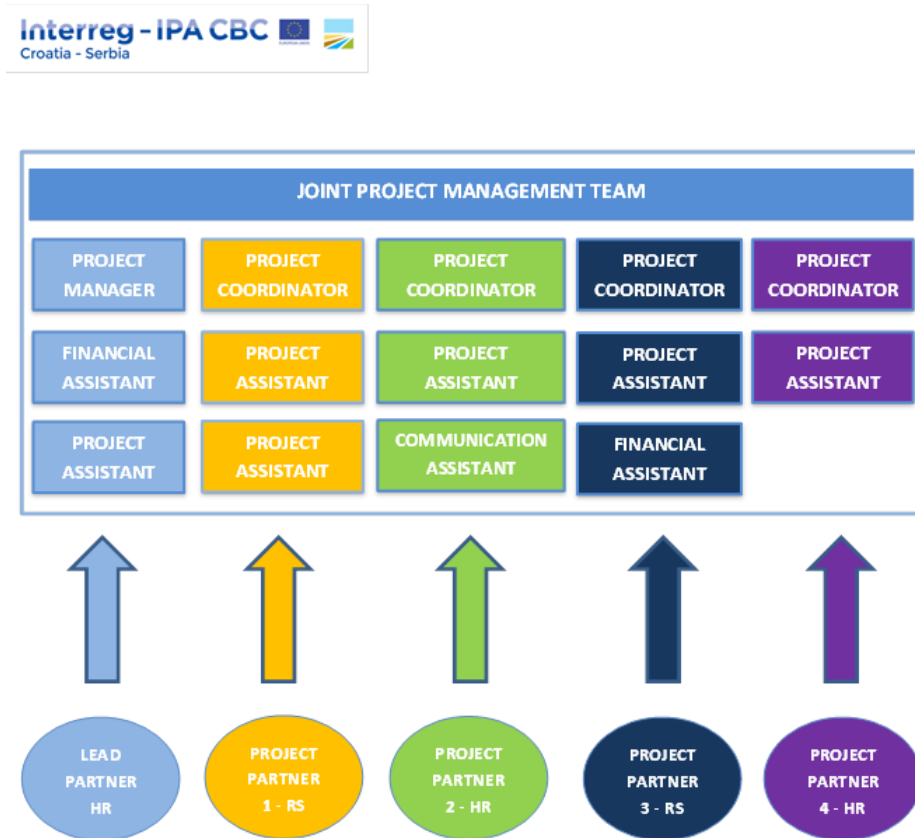 Interreg - IPA CBC
EUROPEAN UNION
Croatia - Serbia
JOINT PROJECT MANAGEMENT TEAM
PROJECT
MANAGER
PROJECT
COORDINATOR
PROJECT
COORDINATOR
PROJECT
COORDINATOR
PROJECT
COORDINATOR
FINANCIAL
ASSISTANT
PROJECT
ASSISTANT
PROJECT
ASSISTANT
PROJECT
ASSISTANT
PROJECT
ASSISTANT
PROJECT
ASSISTANT
PROJECT
ASSISTANT
COMMUNICATION
ASSISTANT
FINANCIAL
ASSISTANT
LEAD
PARTNER
HR
PROJECT
PARTNER
1 - RS
PROJECT
PARTNER
2 - HR
PROJECT
PARTNER
3 - RS
PROJECT
PARTNER
4 - HR